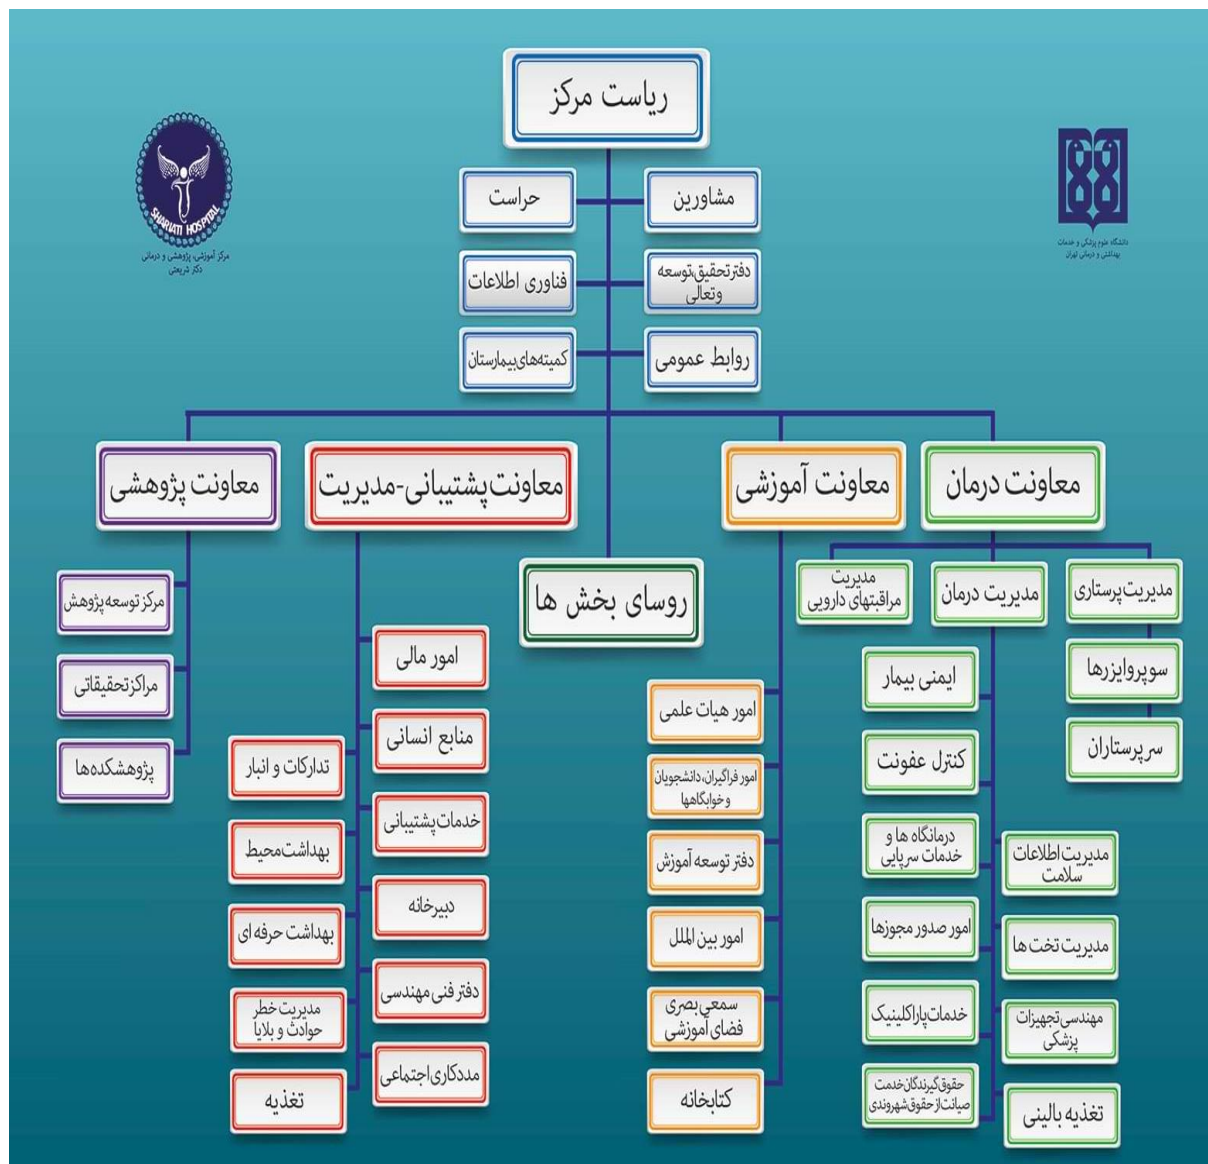 ریاست مرکز
SHARIATI HOSPITAL
مرکز آموزشی، پژوهشی و درمانی
دکتر شریعتی
دانشگاه علوم پزشکی و خدمات
بهداشتی و درمانی تهران
مشاورین
حراست
دفتر تحقیق، توسعه
و تعالی
فناوری اطلاعات
روابط عمومی
کمیته‌های بیمارستان
معاونت درمان
معاونت آموزشی
معاونت پشتیبانی-مدیریت
معاونت پژوهشی
روسای بخش ها
مدیریت پرستاری
سوپروایزرها
سرپرستاران
مدیریت درمان
مدیریت
مراقبتهای دارویی
ایمنی بیمار
کنترل عفونت
درمانگاه ها و
خدمات سرپایی
امور صدور مجوزها
خدمات پاراکلینیک
حقوق گیرندگان خدمت
صیانت از حقوق شهروندی
مدیریت اطلاعات
سلامت
مدیریت تخت ها
مهندسی تجهیزات
پزشکی
تغذیه بالینی
امور هیات علمی
امور فراگیران، دانشجویان
و خوابگاهها
دفتر توسعه آموزش
امور بین الملل
سمعی بصری
فضای آموزشی
کتابخانه
امور مالی
منابع انسانی
خدمات پشتیبانی
دبیرخانه
دفتر فنی مهندسی
مددکاری اجتماعی
تدارکات و انبار
بهداشت محیط
بهداشت حرفه ای
مدیریت خطر
حوادث و بلایا
تغذیه
مرکز توسعه پژوهش
مراکز تحقیقاتی
پژوهشکده‌ها